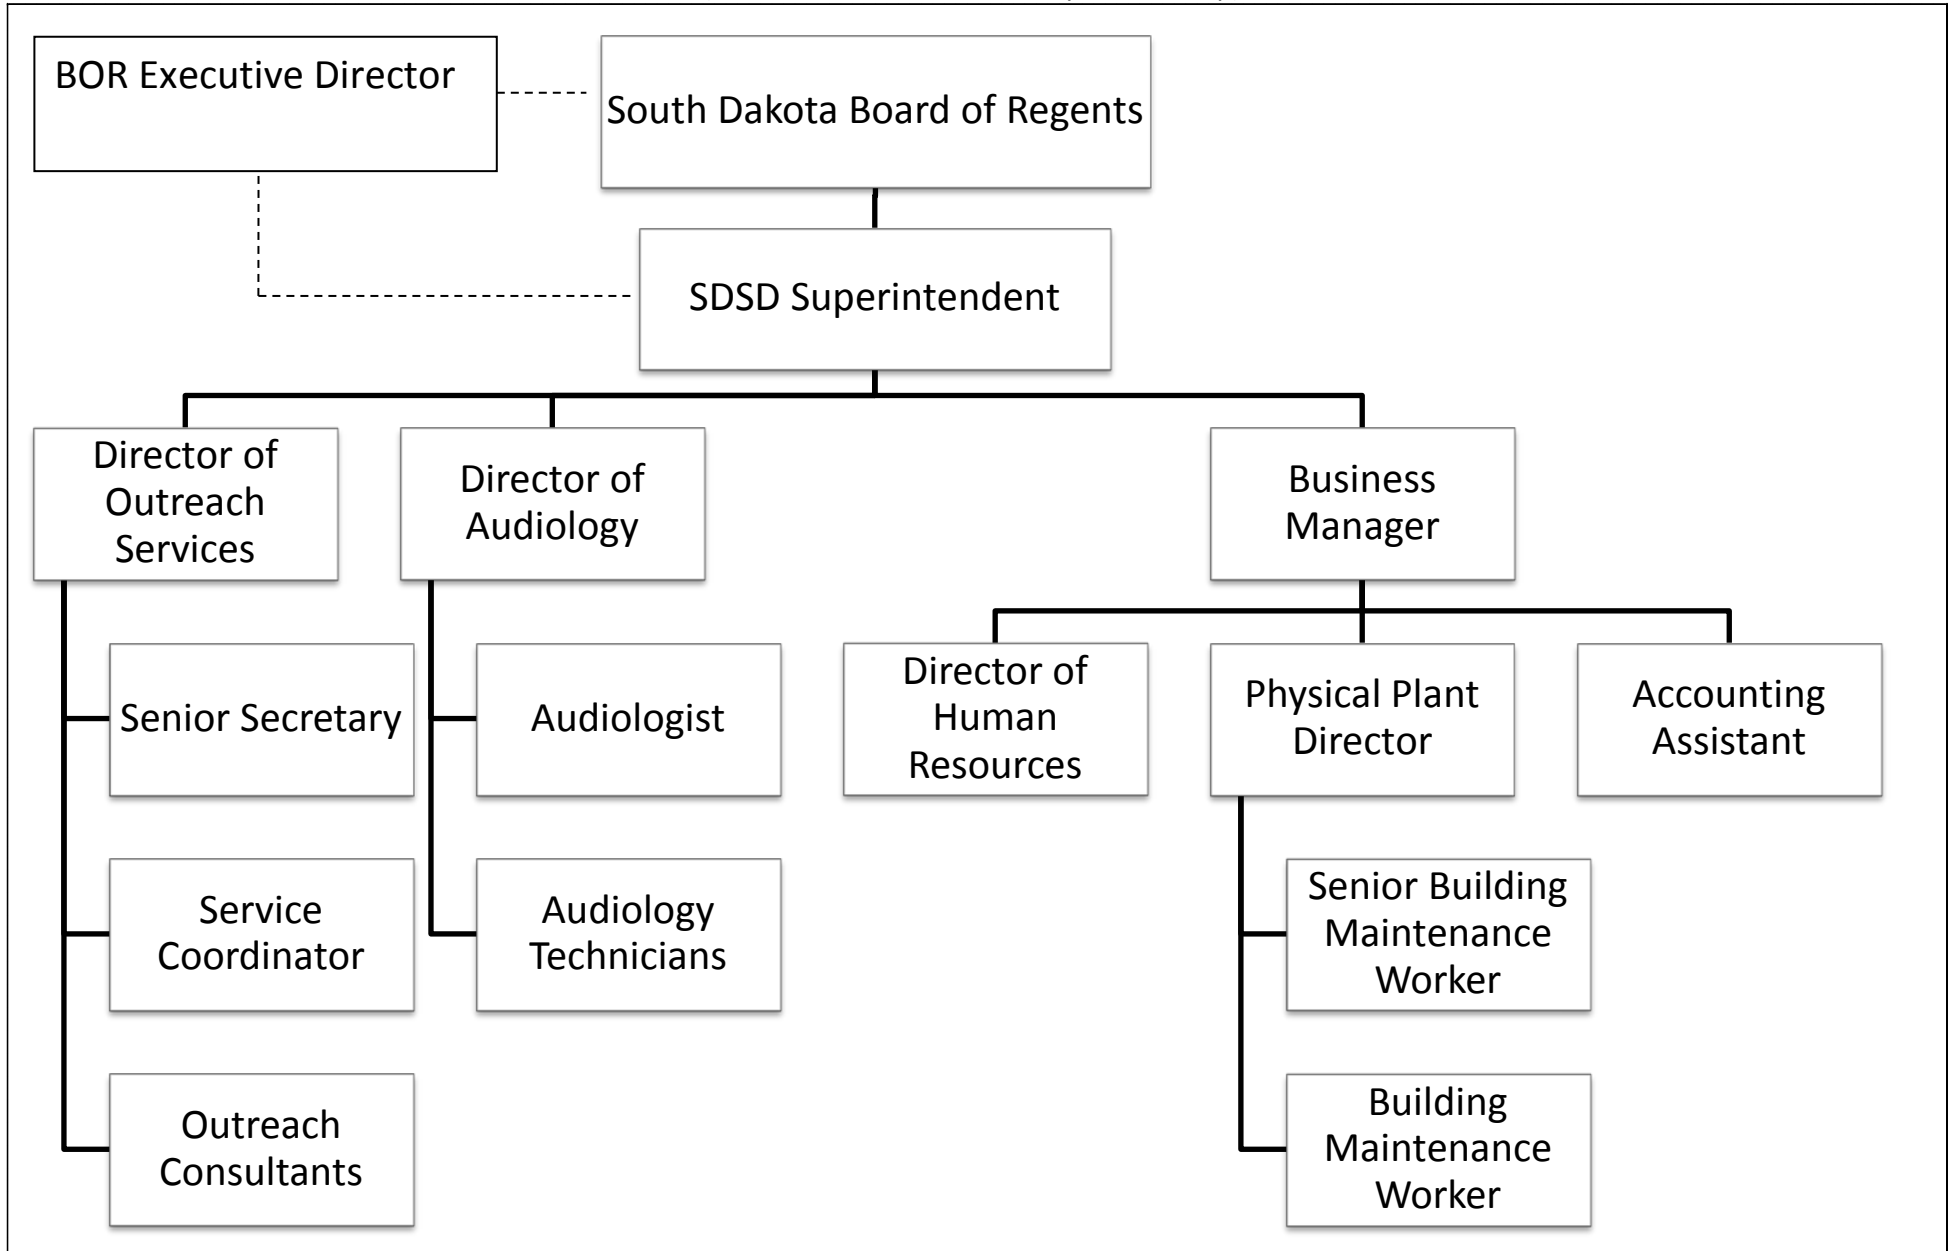 BOR Executive Director
South Dakota Board of Regents
SDSD Superintendent
Director of
Outreach
Services
Director of
Audiology
Business
Manager
Senior Secretary
Audiologist
Director of
Human
Resources
Physical Plant
Director
Accounting
Assistant
Service
Coordinator
Audiology
Technicians
Senior Building
Maintenance
Worker
Outreach
Consultants
Building
Maintenance
Worker